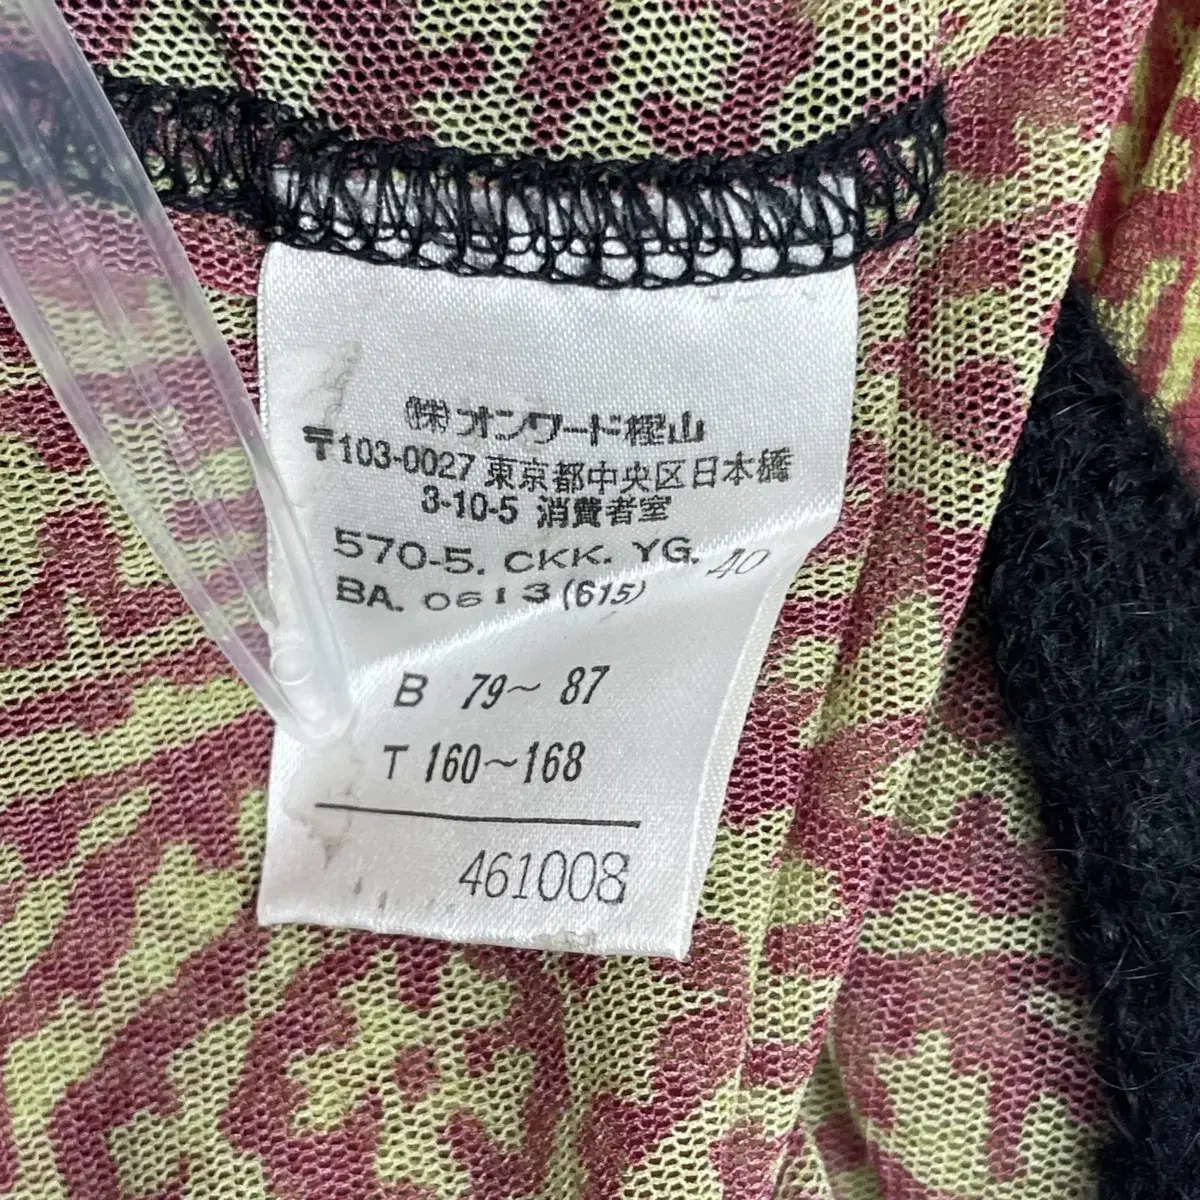 ㈱オンワード樫山
〒103-0027 東京都中央区日本橋
3-10-5 消費者室
570-5. CKK. YG. 40
BA. 0613 (615)
B 79～87
T 160～168
461008